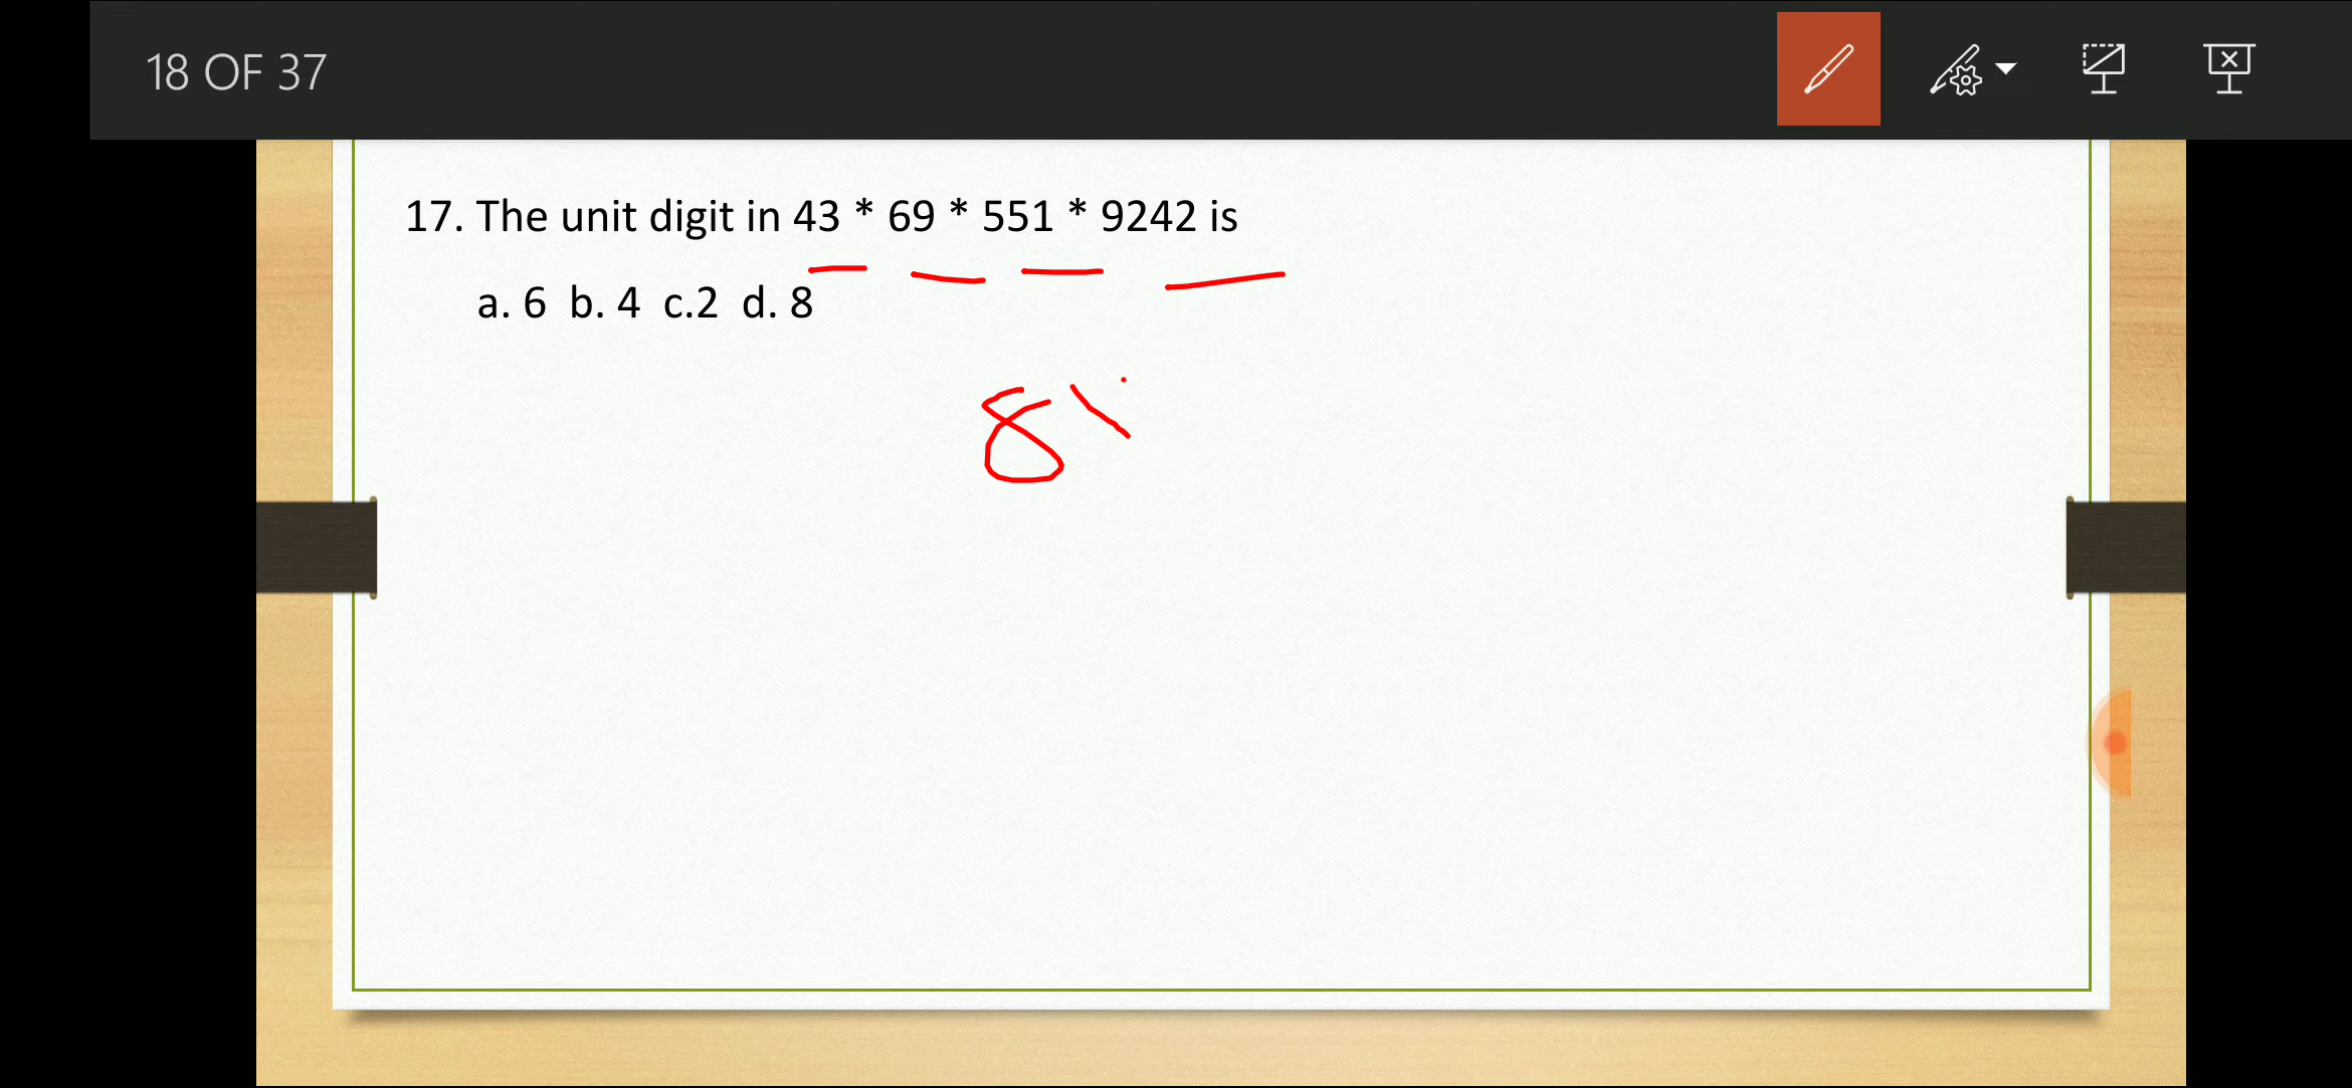 18 OF 37
17. The unit digit in 43 * 69 * 551 * 9242 is
a. 6 b. 4 c.2 d. 8
8